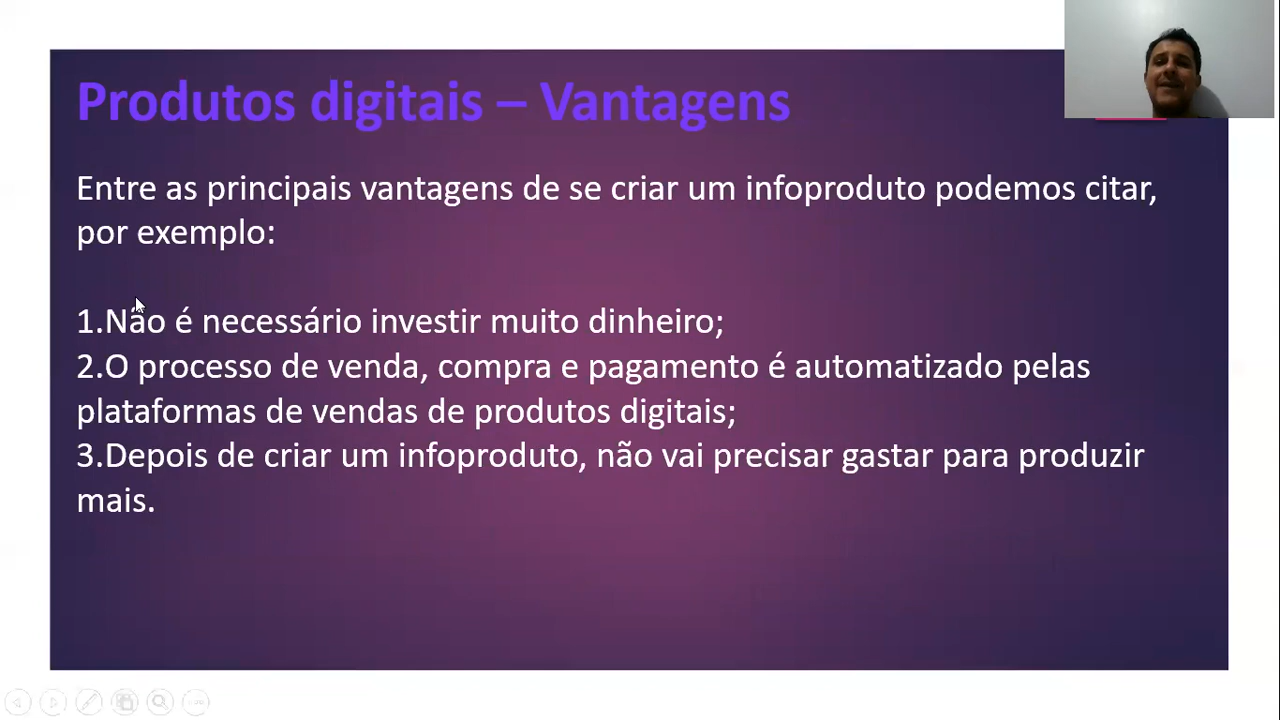 Produtos digitais – Vantagens
Entre as principais vantagens de se criar um infoproduto podemos citar,
por exemplo:
1.Não é necessário investir muito dinheiro;
2.O processo de venda, compra e pagamento é automatizado pelas
plataformas de vendas de produtos digitais;
3.Depois de criar um infoproduto, não vai precisar gastar para produzir
mais.